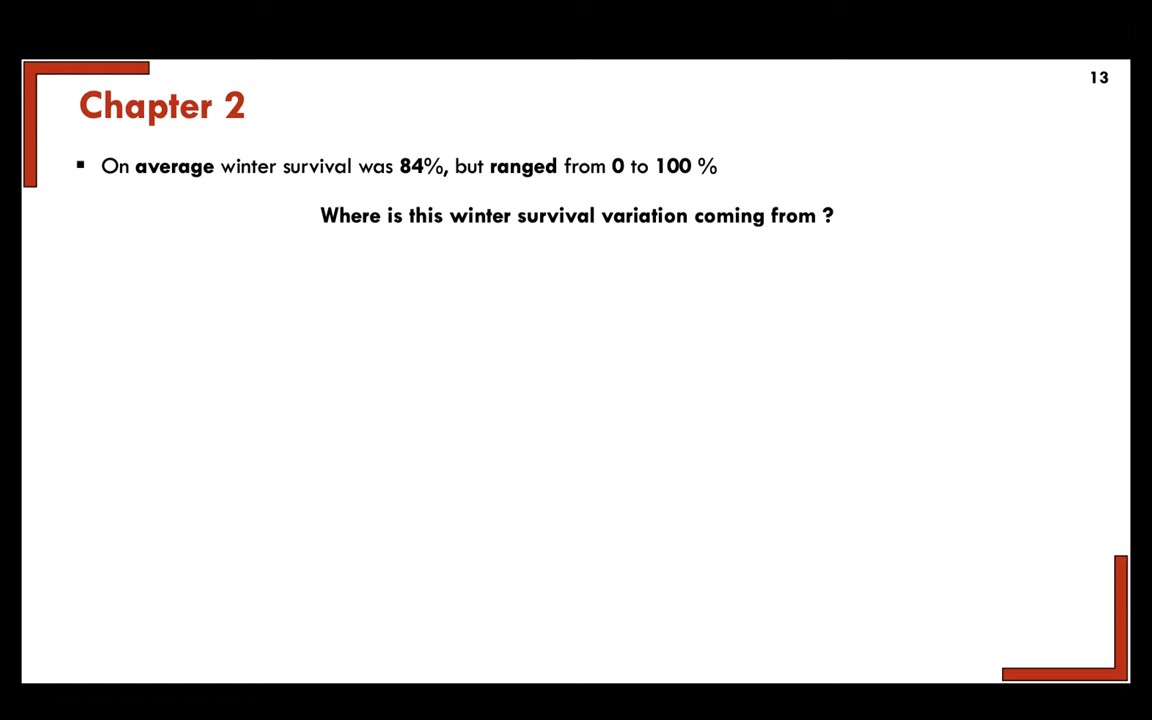 13
Chapter 2
▪ On average winter survival was 84%, but ranged from 0 to 100 %
Where is this winter survival variation coming from ?